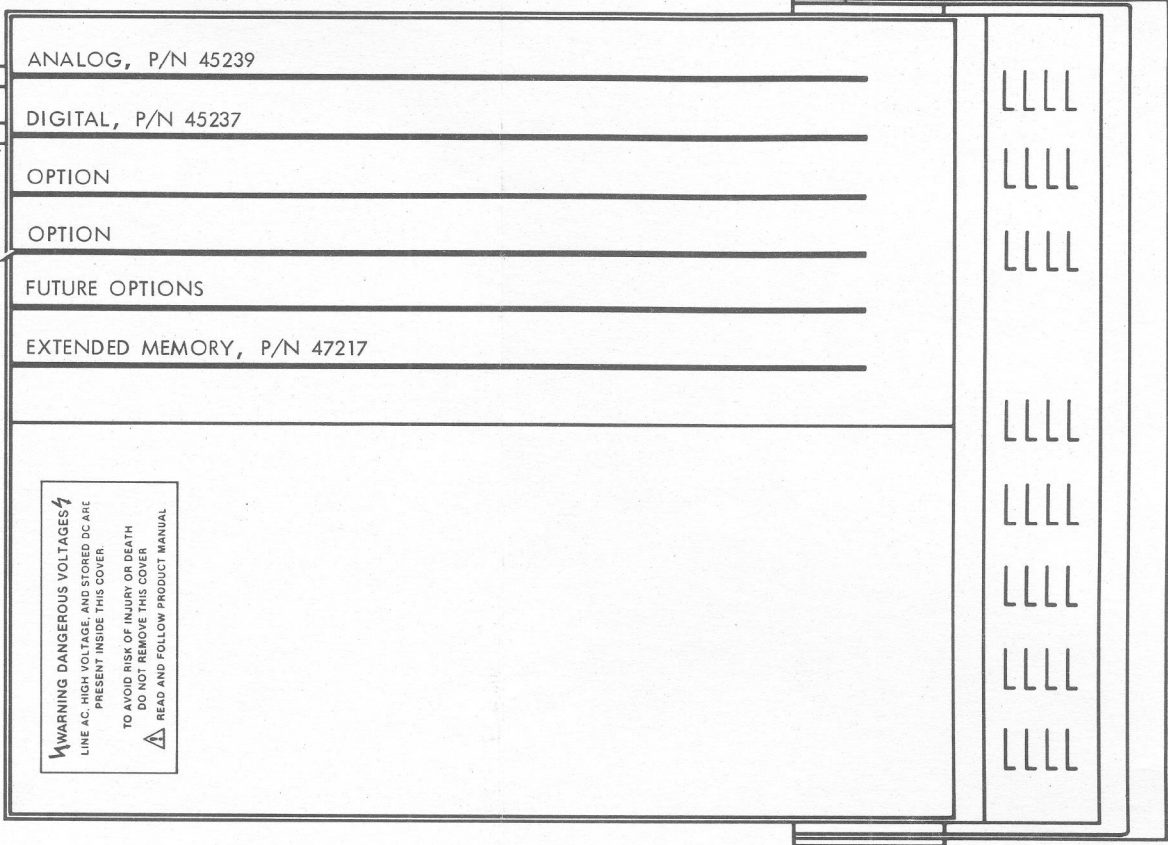 ANALOG, P/N 45239
DIGITAL, P/N 45237
OPTION
OPTION
FUTURE OPTIONS
EXTENDED MEMORY, P/N 47217
WARNING DANGEROUS VOLTAGES
LINE AC, HIGH VOLTAGE, AND STORED DC ARE
PRESENT INSIDE THIS COVER.
TO AVOID RISK OF INJURY OR DEATH
DO NOT REMOVE THIS COVER
READ AND FOLLOW PRODUCT MANUAL